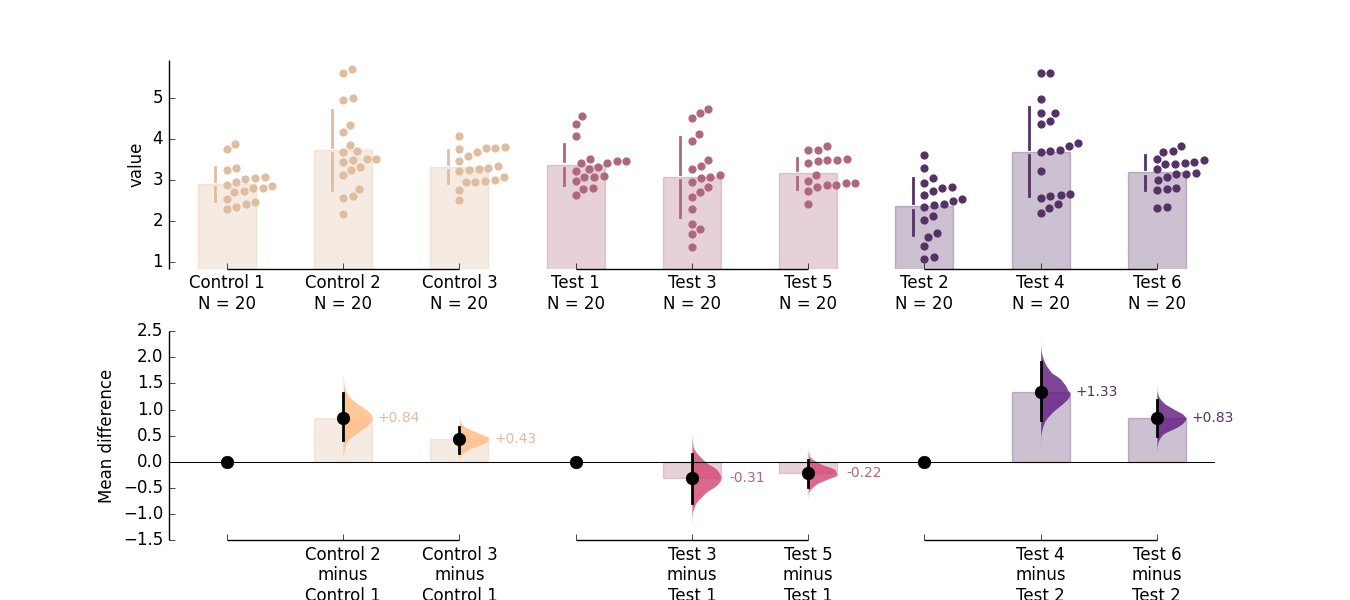 value
5
4
3
2
1
Control 1 Control 2 Control 3 Test 1 Test 3 Test 5 Test 2 Test 4 Test 6
N = 20 N = 20 N = 20 N = 20 N = 20 N = 20 N = 20 N = 20 N = 20
Mean difference
2.5
2.0
1.5
1.0
0.5
0.0
−0.5
−1.0
−1.5
+0.84
+0.43
-0.31
-0.22
+1.33
+0.83
Control 2 Control 3 Test 3 Test 5 Test 4 Test 6
minus minus minus minus minus minus
Control 1 Control 1 Test 1 Test 1 Test 2 Test 2